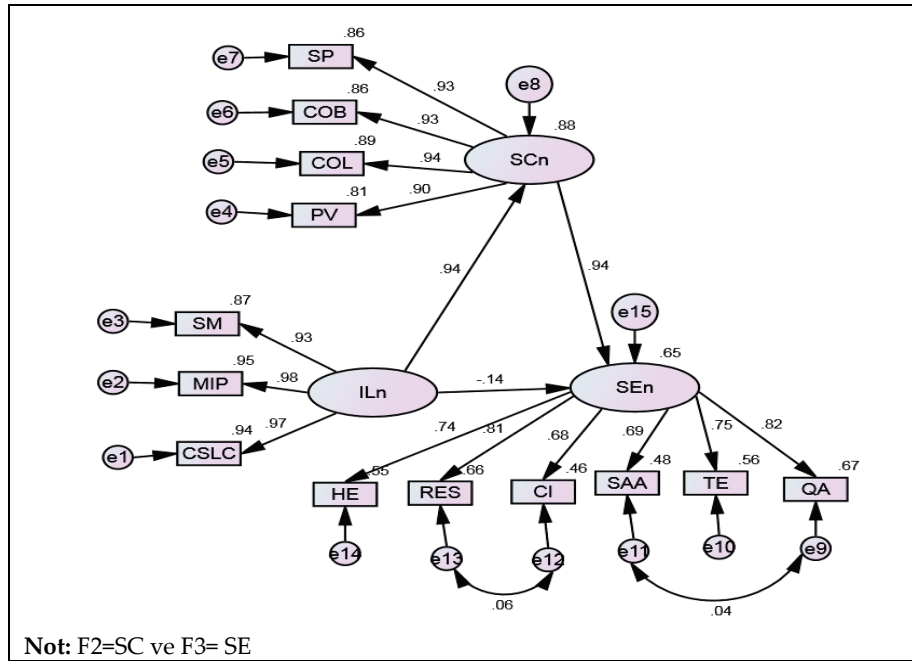 .86
e7 SP
.93
e8
.86
e6 COB
.93
.88
.89
e5 COL
.94
SCn
.81
.90
e4 PV
.94
.94
.87
e3 SM
.93
e15
.95
.65
e2 MIP
.98
ILn
-.14
SEn
.94
.97
e1 CSLC
.74
.81
.68
.69
.75
.82
.55
.66
.46
.48
.56
.67
HE
RES
CI
SAA
TE
QA
e14
e13
e12
e11
e10
e9
.06
.04
Not: F2=SC ve F3= SE